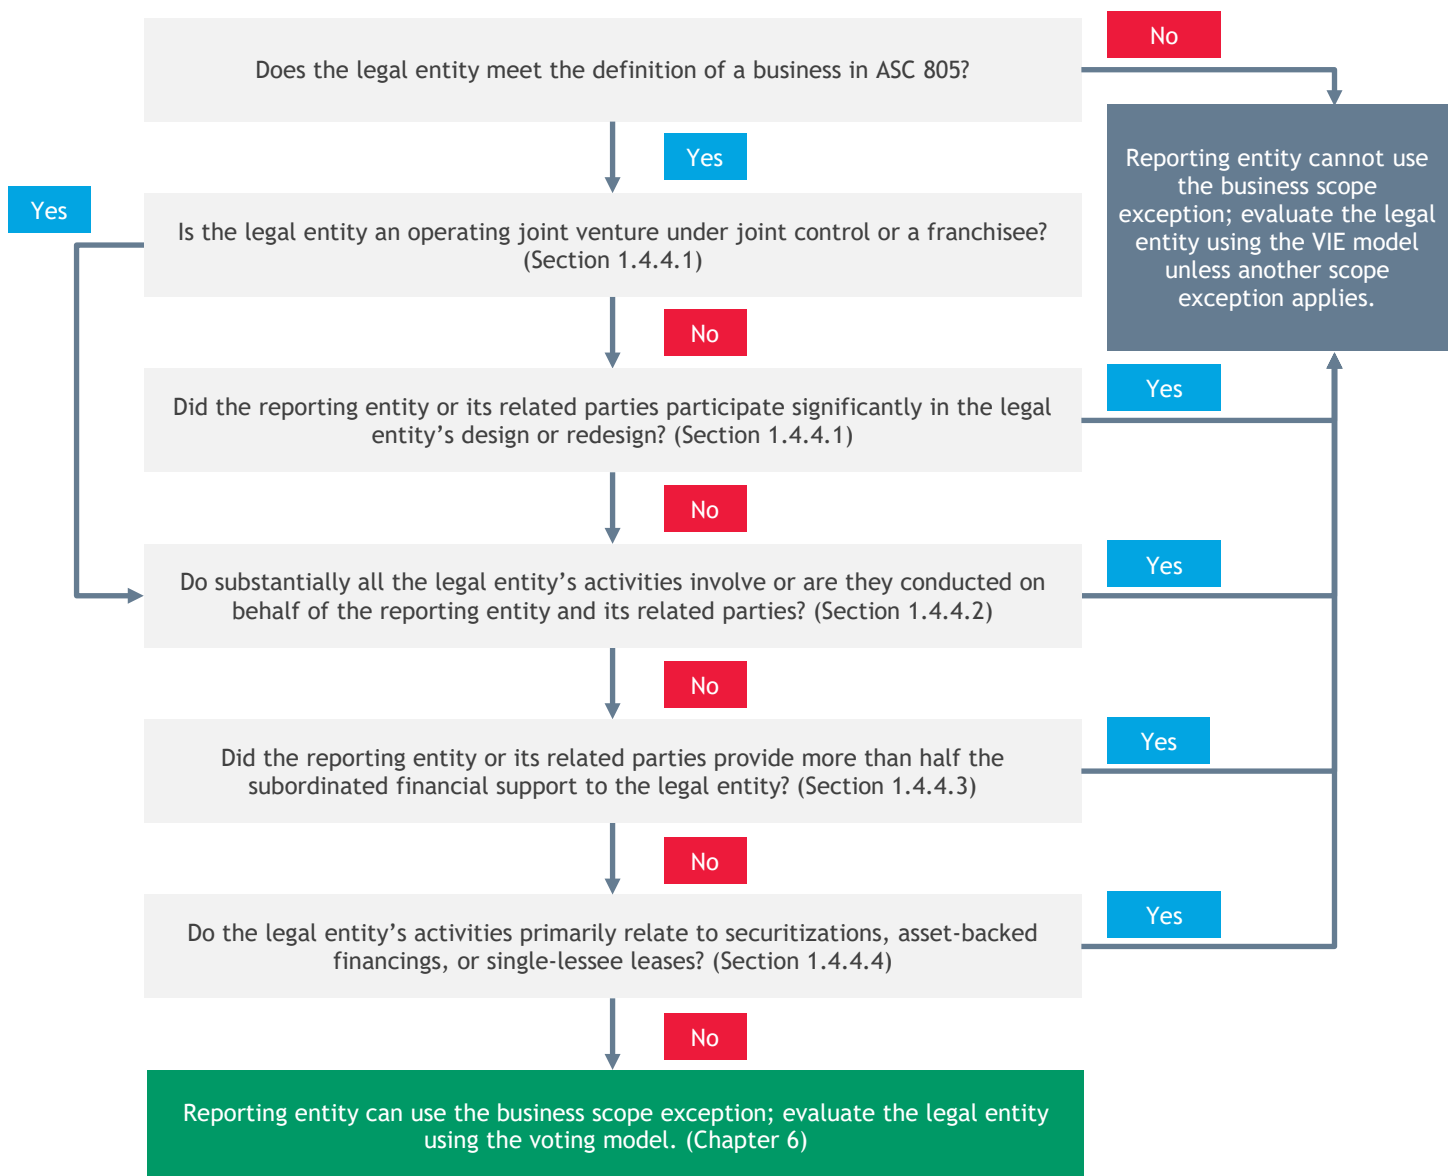 Does the legal entity meet the definition of a business in ASC 805?
No
Yes
Reporting entity cannot use
the business scope
exception; evaluate the legal
entity using the VIE model
unless another scope
exception applies.
Yes
Is the legal entity an operating joint venture under joint control or a franchisee?
(Section 1.4.4.1)
No
Did the reporting entity or its related parties participate significantly in the legal
entity’s design or redesign? (Section 1.4.4.1)
Yes
No
Do substantially all the legal entity’s activities involve or are they conducted on
behalf of the reporting entity and its related parties? (Section 1.4.4.2)
Yes
No
Did the reporting entity or its related parties provide more than half the
subordinated financial support to the legal entity? (Section 1.4.4.3)
Yes
No
Do the legal entity’s activities primarily relate to securitizations, asset-backed
financings, or single-lessee leases? (Section 1.4.4.4)
Yes
No
Reporting entity can use the business scope exception; evaluate the legal entity
using the voting model. (Chapter 6)